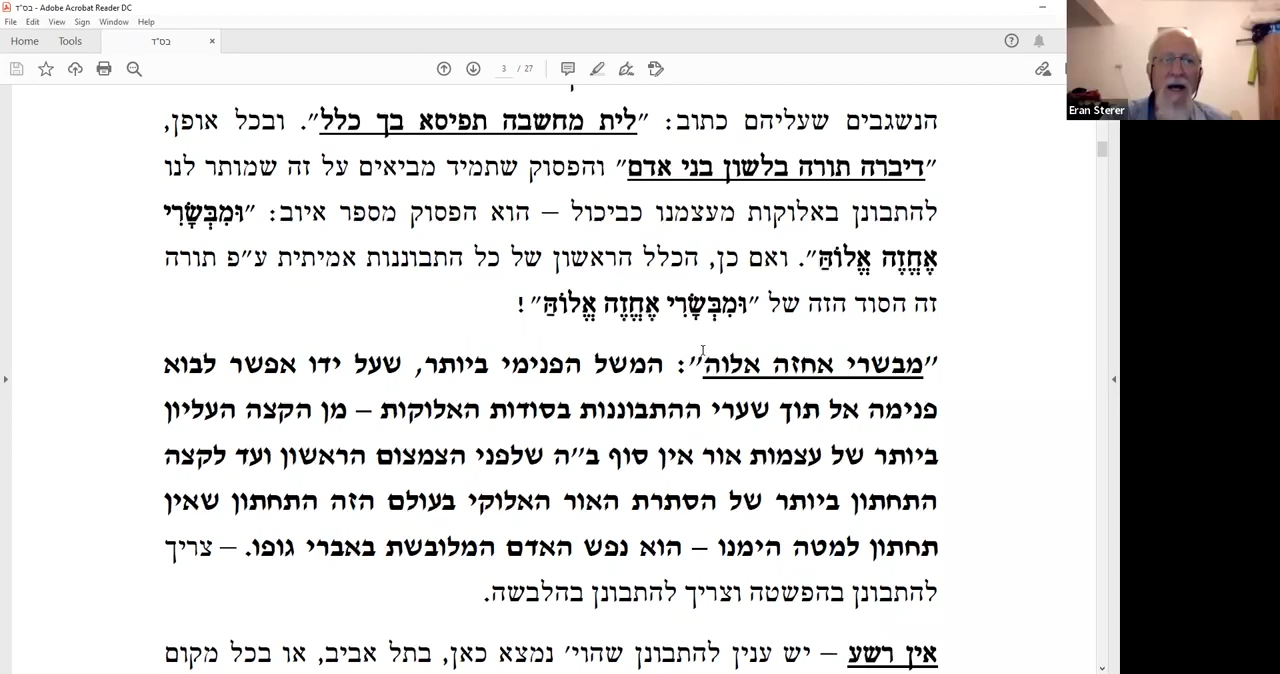 בס"ד - Adobe Acrobat Reader DC
File Edit View Sign Window Help
Home Tools בס"ד ×
3 / 27
Eran Sterer
הנשגבים שעליהם כתוב: "לית מחשבה תפיסא בך כלל". ובכל אופן,
"דיברה תורה בלשון בני אדם" והפסוק שתמיד מביאים על זה שמותר לנו
להתבונן באלוקות מעצמנו כביכול – הוא הפסוק מספר איוב: "וּמִבְּשָׂרִי
אֶחֱזֶה אֱלוֹהַּ". ואם כן, הכלל הראשון של כל התבוננות אמיתית ע"פ תורה
זה הסוד הזה של "וּמִבְּשָׂרִי אֶחֱזֶה אֱלוֹהַּ"!
"מבשרי אחזה אלוה": המשל הפנימי ביותר, שעל ידו אפשר לבוא
פנימה אל תוך שערי ההתבוננות בסודות האלוקות – מן הקצה העליון
ביותר של עצמות אור אין סוף ב"ה שלפני הצמצום הראשון ועד לקצה
התחתון ביותר של הסתרת האור האלוקי בעולם הזה התחתון שאין
תחתון למטה הימנו – הוא נפש האדם המלובשת באברי גופו. – צריך
להתבונן בהפשטה וצריך להתבונן בהלבשה.
אין רשע – יש ענין להתבונן שהוי' נמצא כאן, בתל אביב, או בכל מקום